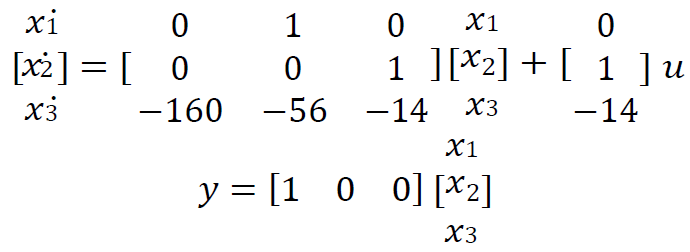 ẋ1 0 1 0 x1 0
[ẋ2] = [ 0 0 1 ][x2] + [ 1 ] u
ẋ3 −160 −56 −14 x3 −14
x1
y = [1 0 0] [x2]
x3